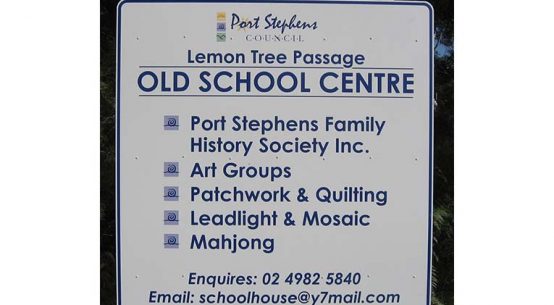 Port Stephens
COUNCIL
Lemon Tree Passage
OLD SCHOOL CENTRE
Port Stephens Family
History Society Inc.
Art Groups
Patchwork & Quilting
Leadlight & Mosaic
Mahjong
Enquires: 02 4982 5840
Email: schoolhouse@y7mail.com